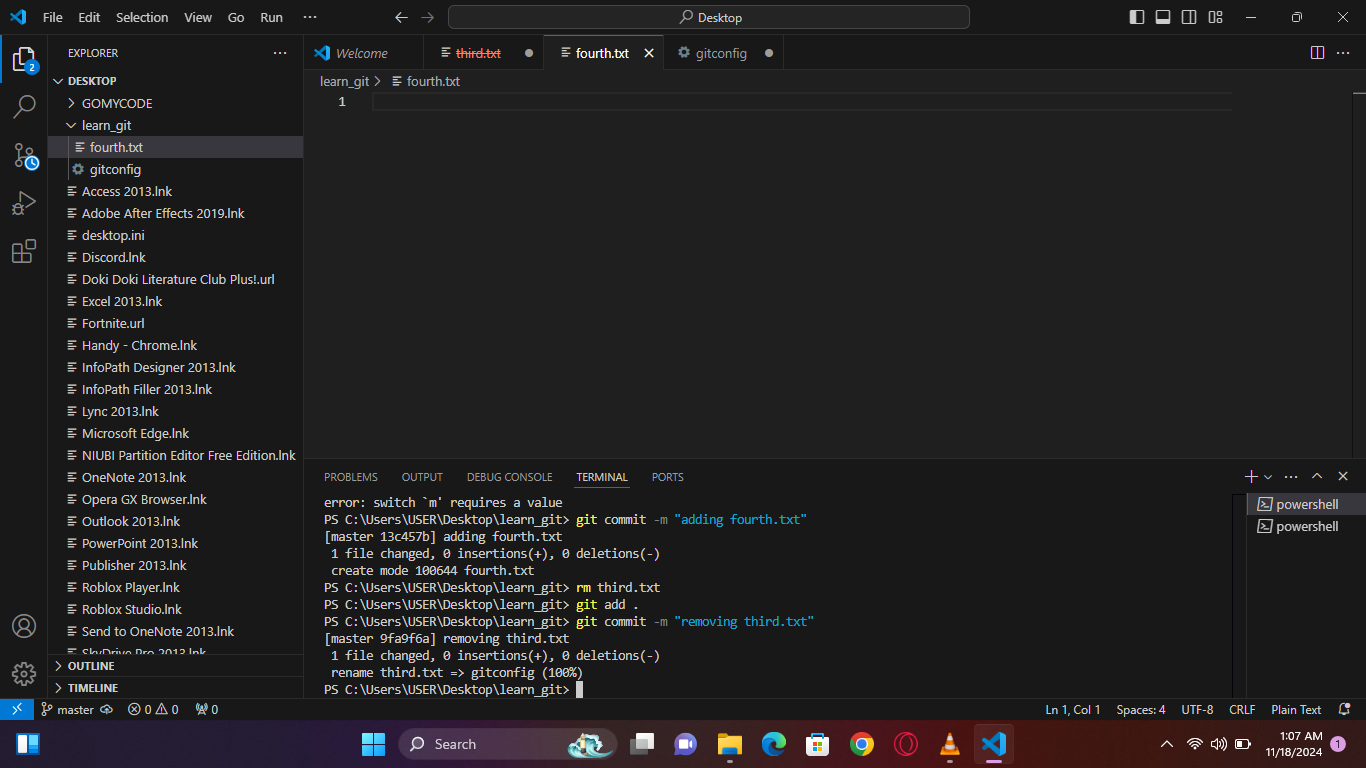 File Edit Selection View Go Run ··· Desktop
EXPLORER ···
DESKTOP
GOMYCODE
learn_git
fourth.txt
gitconfig
Access 2013.lnk
Adobe After Effects 2019.lnk
desktop.ini
Discord.lnk
Doki Doki Literature Club Plus!.url
Excel 2013.lnk
Fortnite.url
Handy - Chrome.lnk
InfoPath Designer 2013.lnk
InfoPath Filler 2013.lnk
Lync 2013.lnk
Microsoft Edge.lnk
NIUBI Partition Editor Free Edition.lnk
OneNote 2013.lnk
Opera GX Browser.lnk
Outlook 2013.lnk
PowerPoint 2013.lnk
Publisher 2013.lnk
Roblox Player.lnk
Roblox Studio.lnk
Send to OneNote 2013.lnk
SkyDrive Pro 2013.lnk
OUTLINE
TIMELINE
2
Welcome third.txt fourth.txt gitconfig
learn_git > fourth.txt
1
PROBLEMS OUTPUT DEBUG CONSOLE TERMINAL PORTS
error: switch `m' requires a value
PS C:\Users\USER\Desktop\learn_git> git commit -m "adding fourth.txt"
[master 13c457b] adding fourth.txt
1 file changed, 0 insertions(+), 0 deletions(-)
create mode 100644 fourth.txt
PS C:\Users\USER\Desktop\learn_git> rm third.txt
PS C:\Users\USER\Desktop\learn_git> git add .
PS C:\Users\USER\Desktop\learn_git> git commit -m "removing third.txt"
[master 9fa9f6a] removing third.txt
1 file changed, 0 insertions(+), 0 deletions(-)
rename third.txt => gitconfig (100%)
PS C:\Users\USER\Desktop\learn_git>
powershell
powershell
master 0 0 0 Ln 1, Col 1 Spaces: 4 UTF-8 CRLF Plain Text
Search
1:07 AM
11/18/2024
1